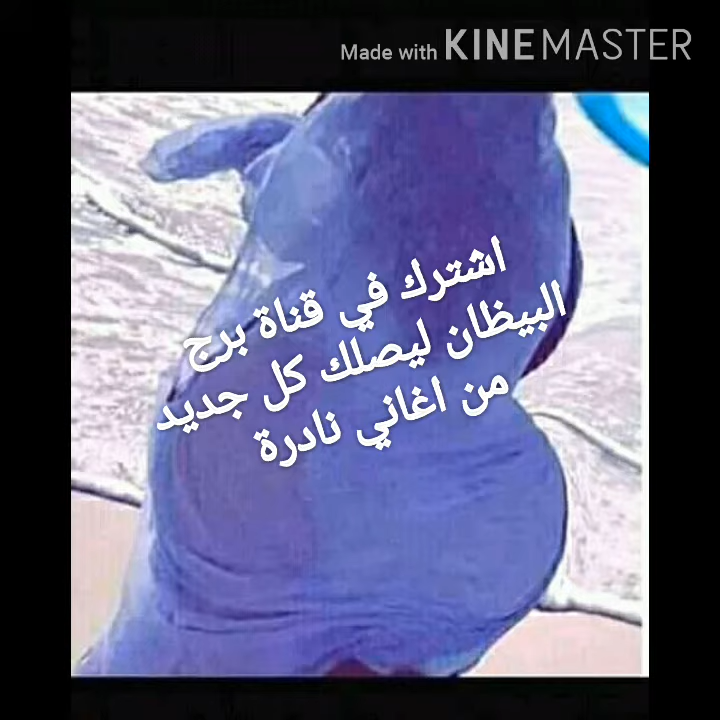 Made with KINEMASTER
اشترك في قناة برج
البيظان ليصلك كل جديد
من اغاني نادرة